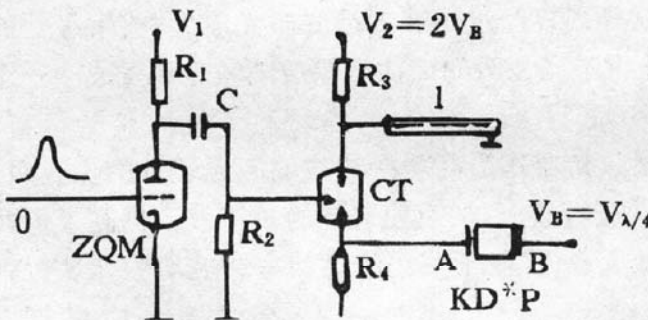 V₁
V₂=2V_B
R₁
C
R₃
l
0
ZQM
R₂
CT
R₄
A
B
V_B=V_λ/4
KD*P